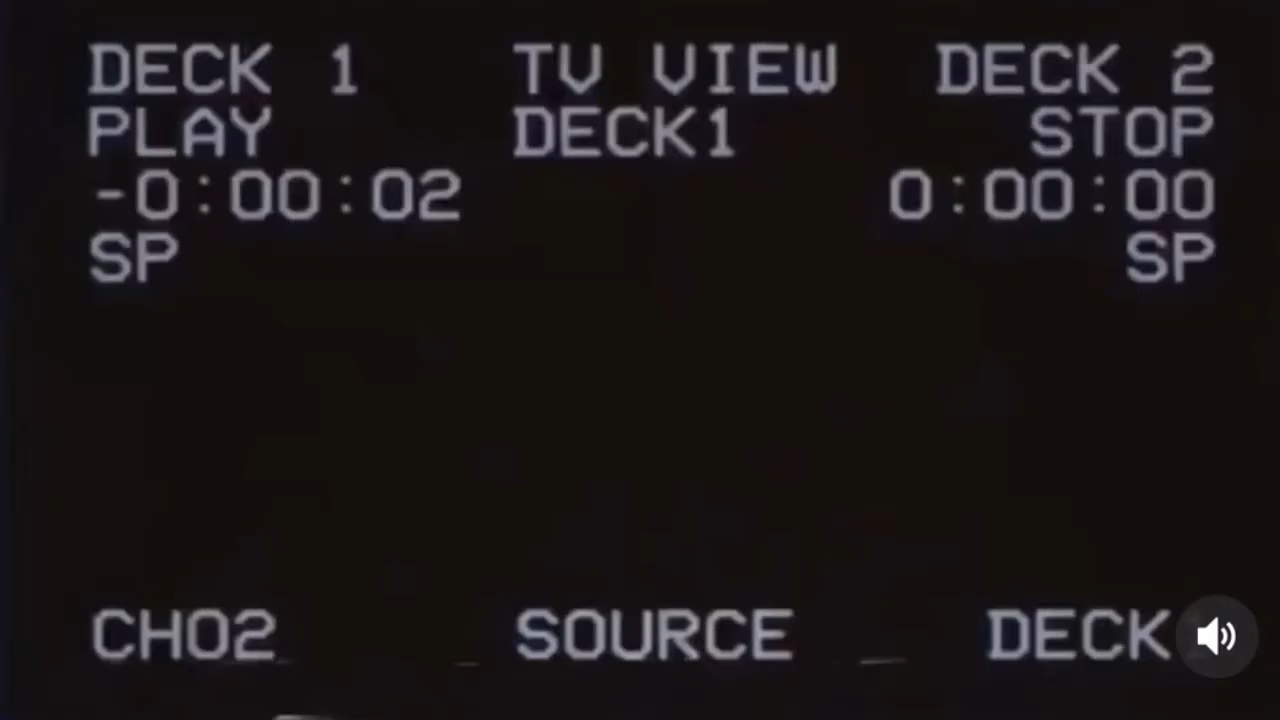 DECK 1 TV VIEW DECK 2
PLAY DECK1 STOP
-0:00:02 0:00:00
SP SP
CH02 SOURCE DECK